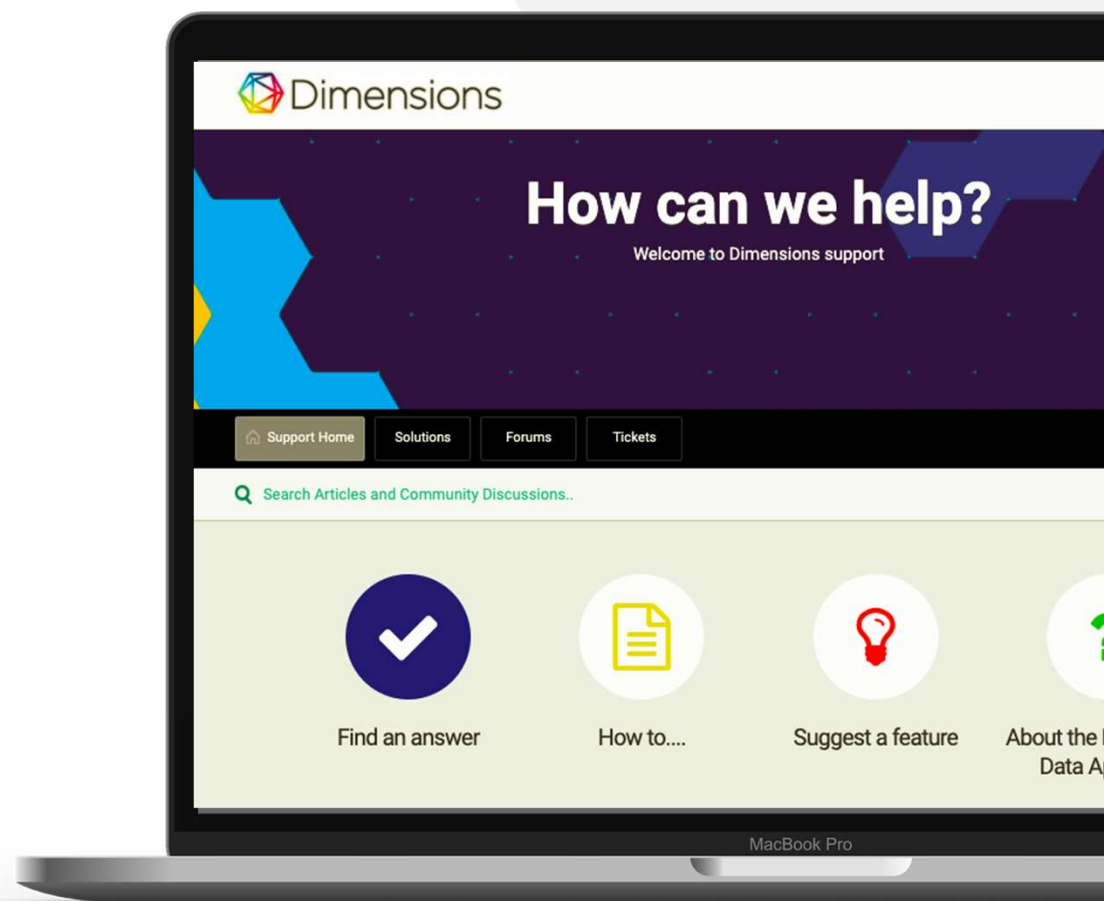 Dimensions
How can we help?
Welcome to Dimensions support
Support Home
Solutions
Forums
Tickets
Search Articles and Community Discussions..
Find an answer
How to....
Suggest a feature
About the
Data
MacBook Pro